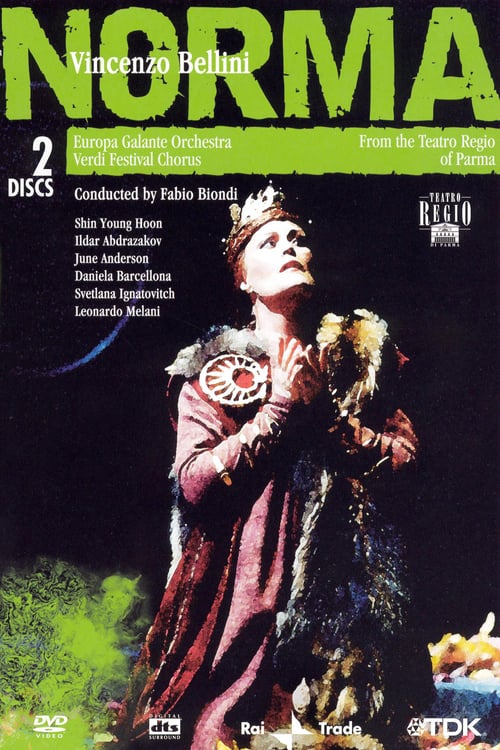 NORMA
Vincenzo Bellini
2
DISCS
Europa Galante Orchestra
Verdi Festival Chorus
From the Teatro Regio
of Parma
Conducted by Fabio Biondi
Shin Young Hoon
Ildar Abdrazakov
June Anderson
Daniela Barcellona
Svetlana Ignatovitch
Leonardo Melani
TEATRO
REGIO
DI PARMA
DVD
VIDEO
DIGITAL
dts
SURROUND
Rai Trade
TDK